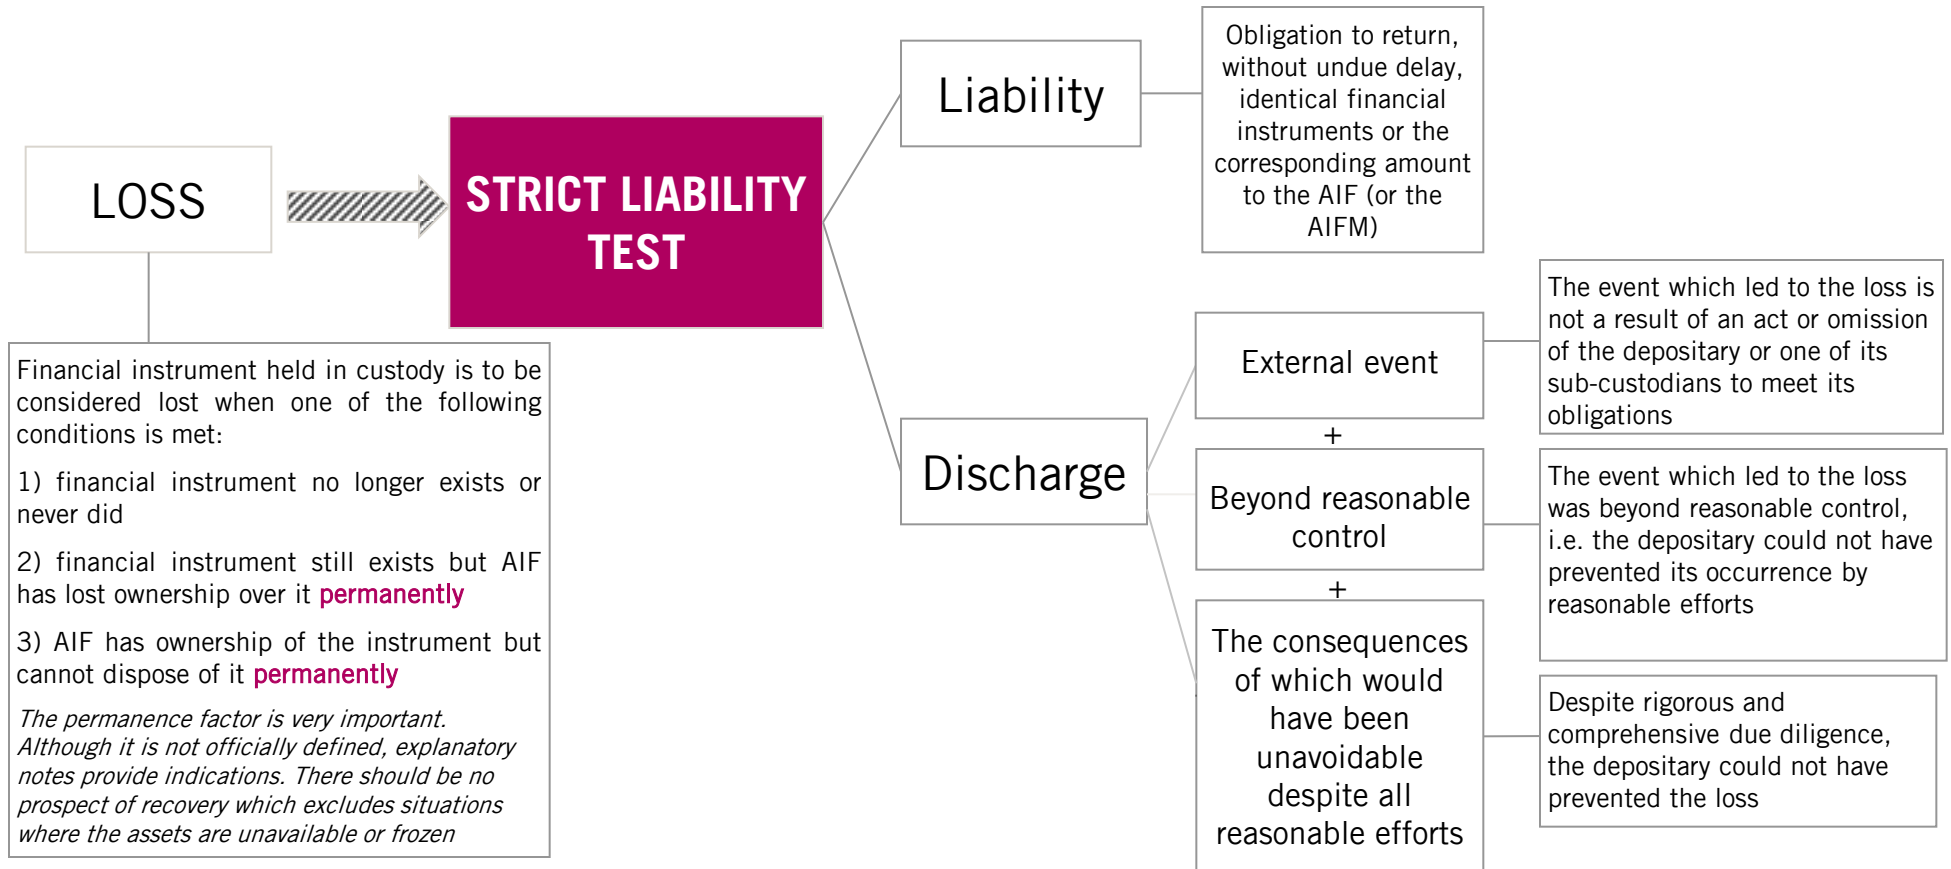 LOSS
Financial instrument held in custody is to be
considered lost when one of the following
conditions is met:
1) financial instrument no longer exists or
never did
2) financial instrument still exists but AIF
has lost ownership over it permanently
3) AIF has ownership of the instrument but
cannot dispose of it permanently
The permanence factor is very important.
Although it is not officially defined, explanatory
notes provide indications. There should be no
prospect of recovery which excludes situations
where the assets are unavailable or frozen
STRICT LIABILITY
TEST
Liability
Obligation to return,
without undue delay,
identical financial
instruments or the
corresponding amount
to the AIF (or the
AIFM)
Discharge
External event
The event which led to the loss is
not a result of an act or omission
of the depositary or one of its
sub-custodians to meet its
obligations
+
Beyond reasonable
control
The event which led to the loss
was beyond reasonable control,
i.e. the depositary could not have
prevented its occurrence by
reasonable efforts
+
The consequences
of which would
have been
unavoidable
despite all
reasonable efforts
Despite rigorous and
comprehensive due diligence,
the depositary could not have
prevented the loss